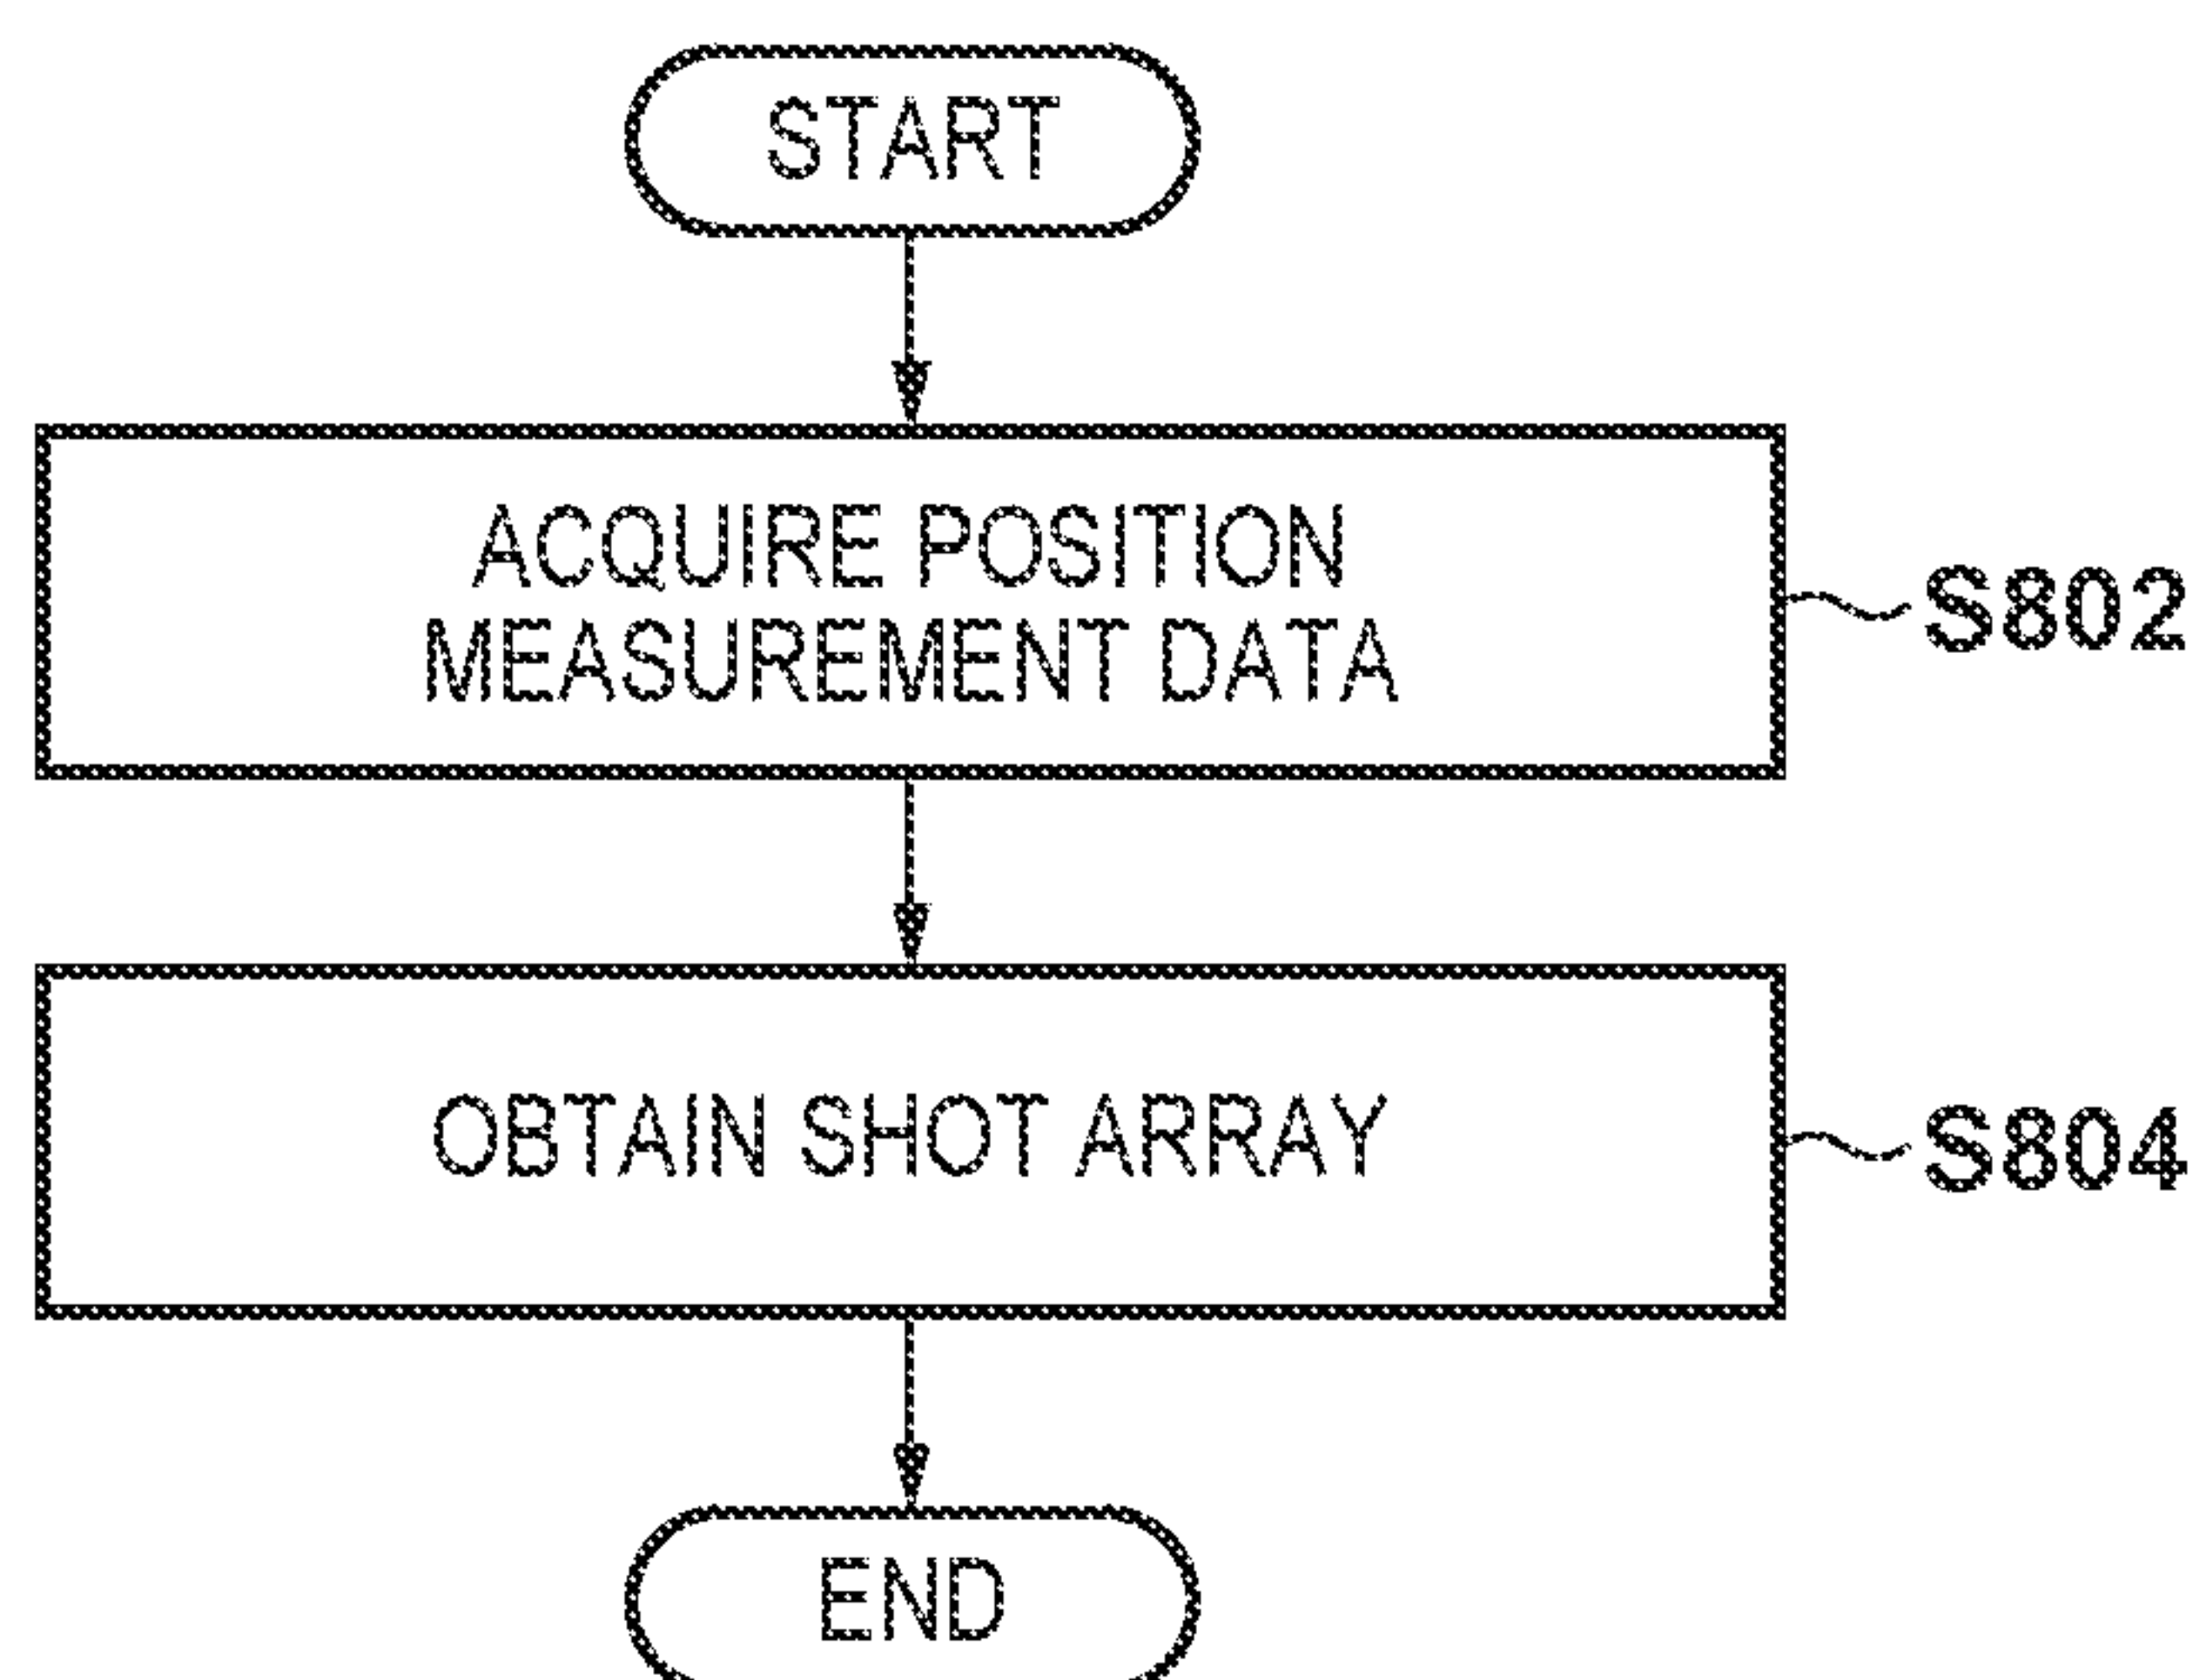 START
ACQUIRE POSITION
MEASUREMENT DATA
S802
OBTAIN SHOT ARRAY
S804
END